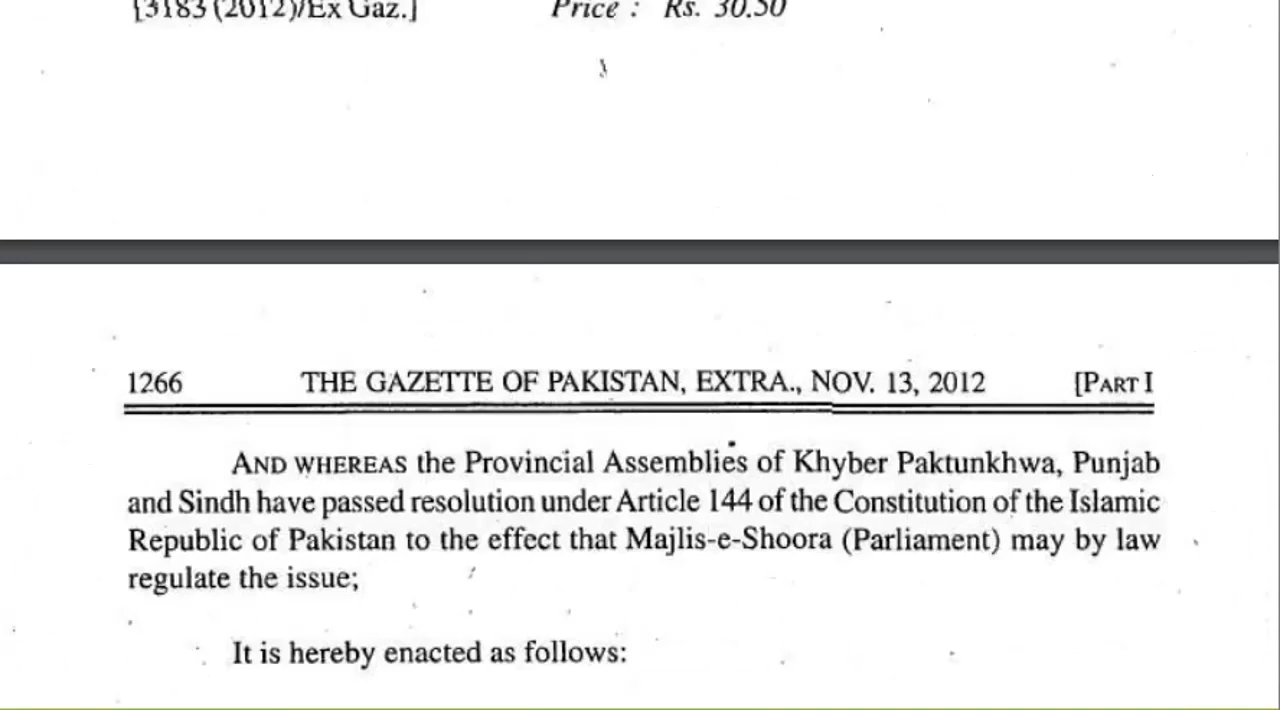 [3183 (2012)/Ex Gaz.] Price : Rs. 30.50
1266 THE GAZETTE OF PAKISTAN, EXTRA., NOV. 13, 2012 [PART I
AND WHEREAS the Provincial Assemblies of Khyber Paktunkhwa, Punjab
and Sindh have passed resolution under Article 144 of the Constitution of the Islamic
Republic of Pakistan to the effect that Majlis-e-Shoora (Parliament) may by law
regulate the issue;
It is hereby enacted as follows: